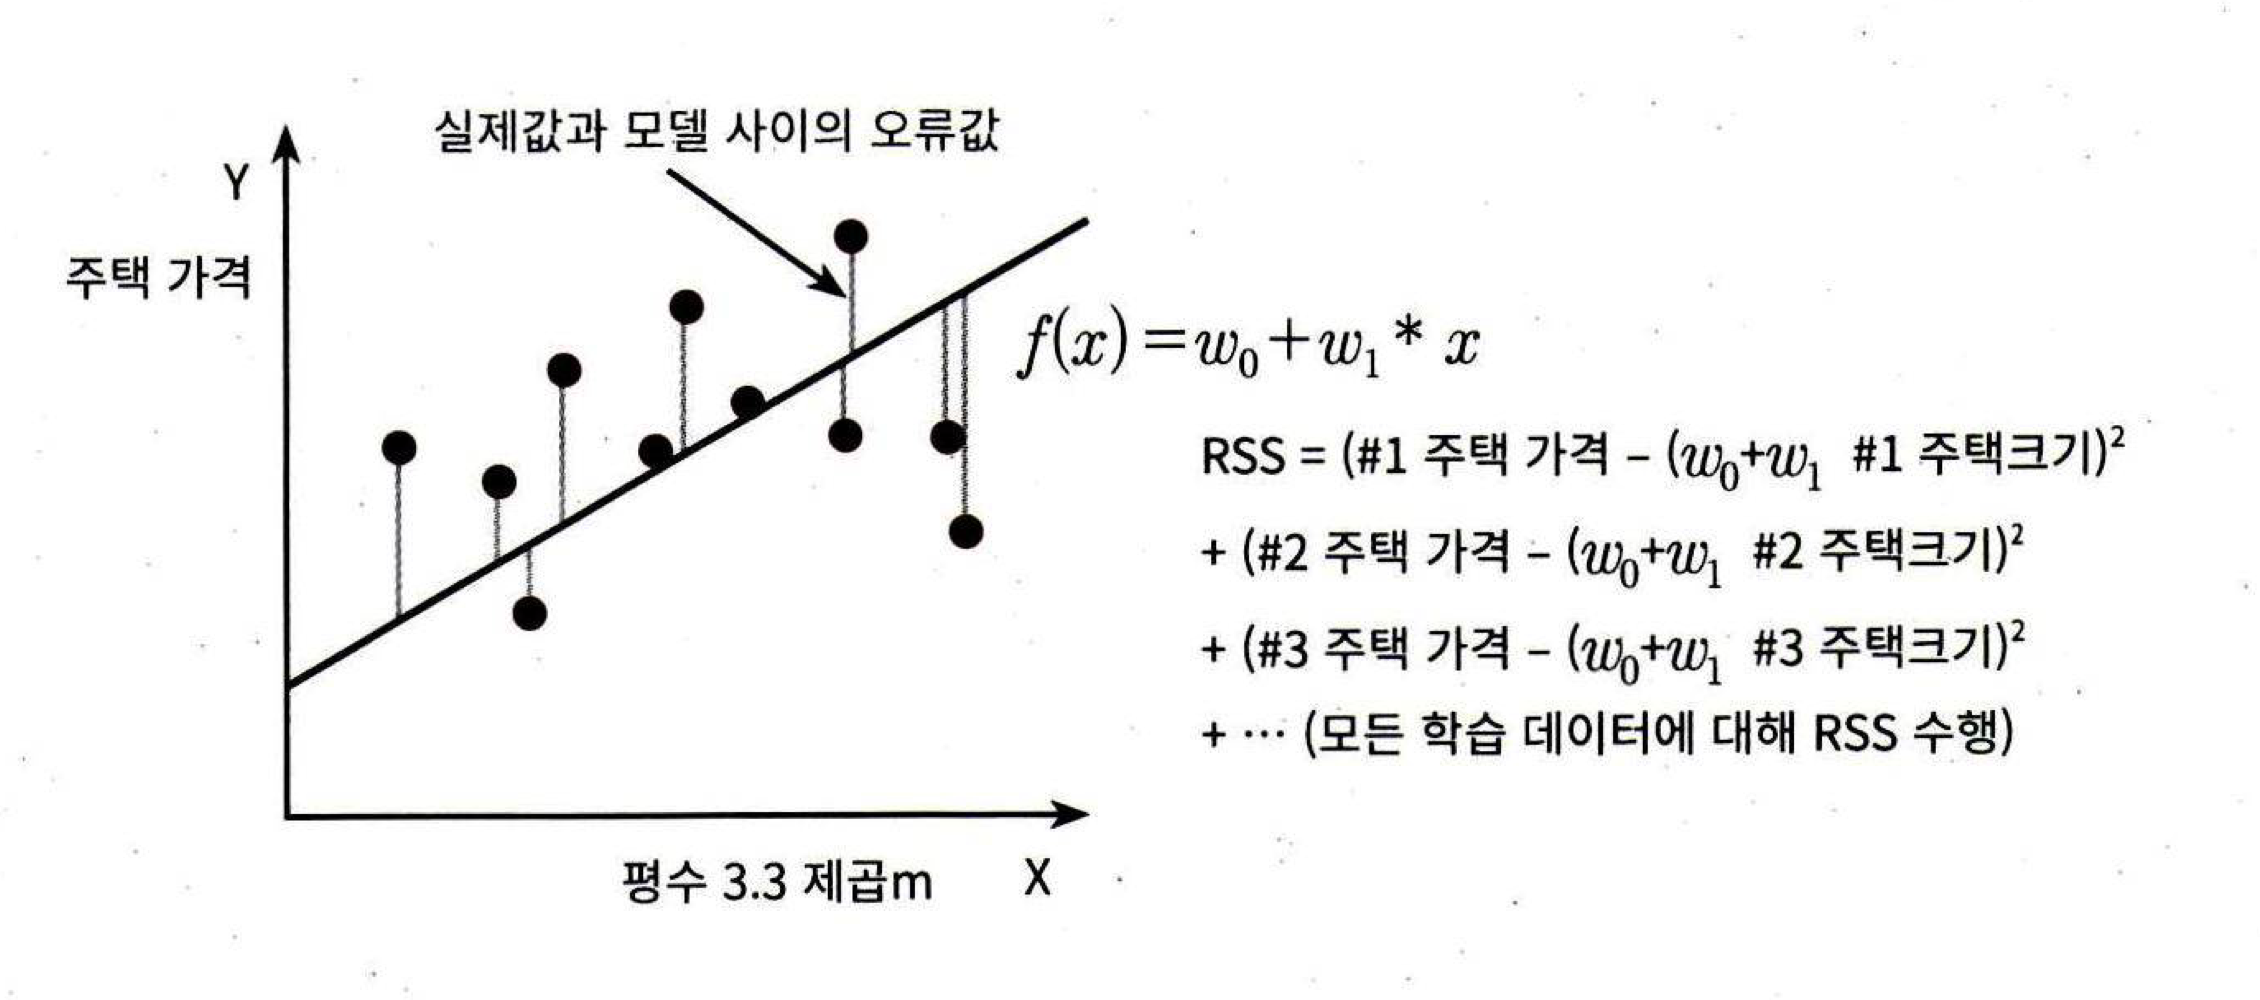 실제값과 모델 사이의 오류값
Y
주택 가격
f(x) = w₀ + w₁ * x
RSS = (#1 주택 가격 – (w₀+w₁ #1 주택크기)²
+ (#2 주택 가격 – (w₀+w₁ #2 주택크기)²
+ (#3 주택 가격 – (w₀+w₁ #3 주택크기)²
+ ⋯ (모든 학습 데이터에 대해 RSS 수행)
평수 3.3 제곱m X